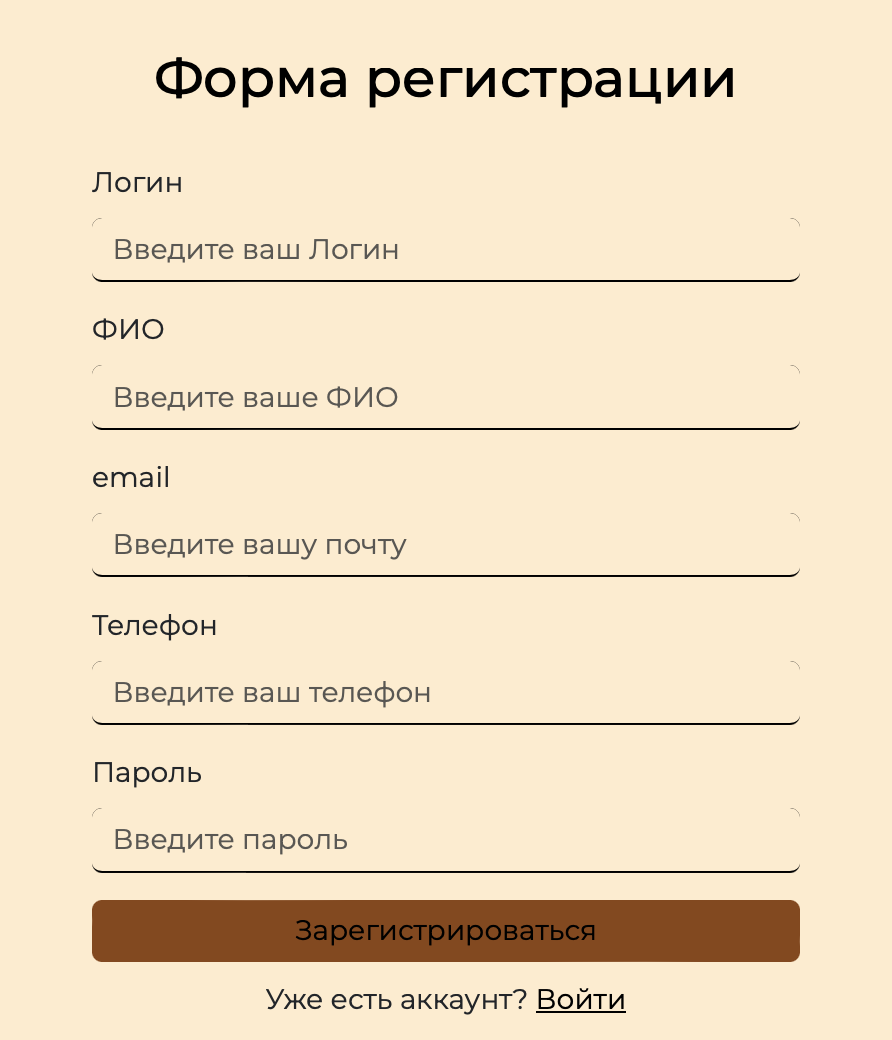 Форма регистрации
Логин
Введите ваш Логин
ФИО
Введите ваше ФИО
email
Введите вашу почту
Телефон
Введите ваш телефон
Пароль
Введите пароль
Зарегистрироваться
Уже есть аккаунт? Войти